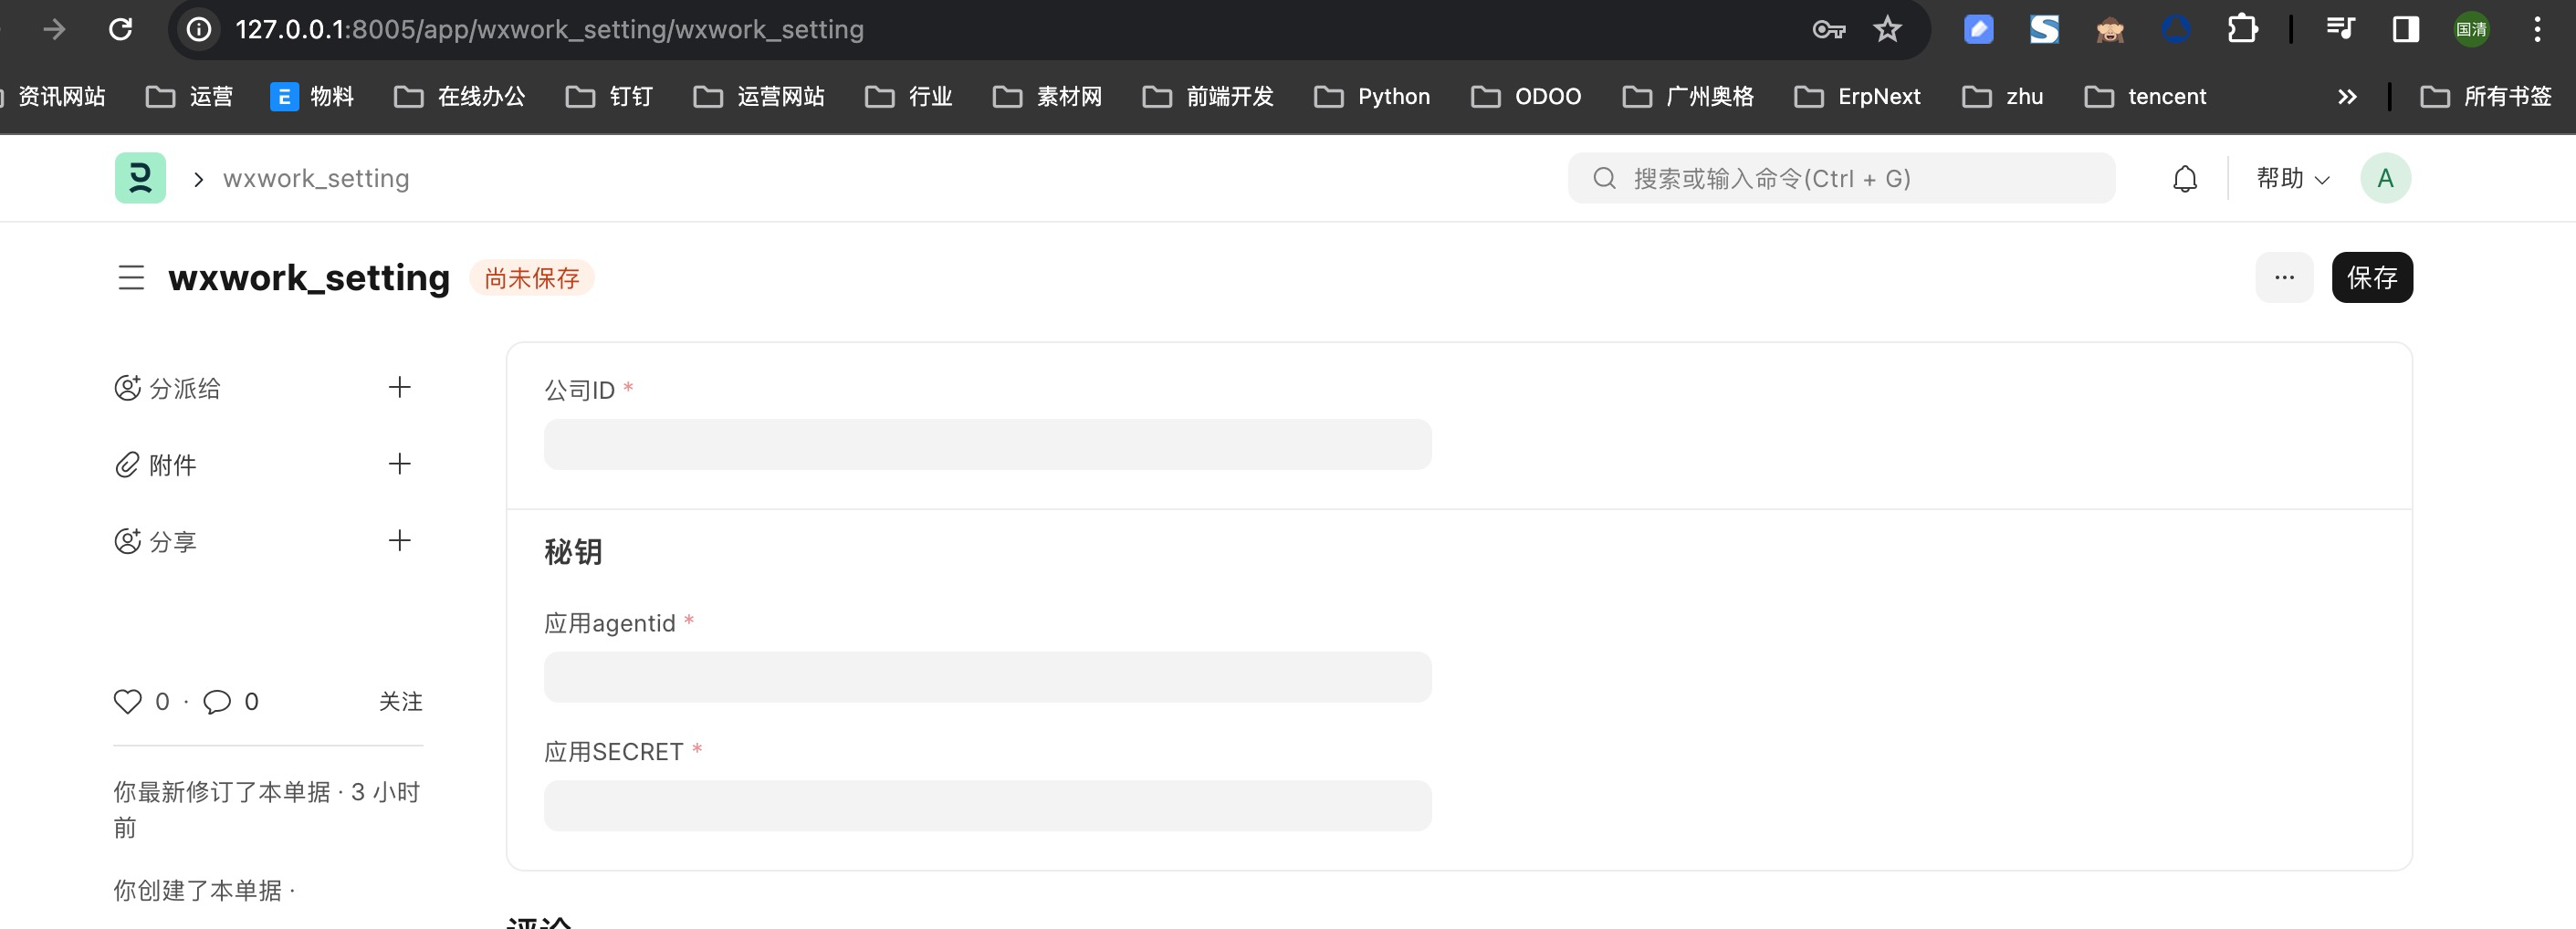 127.0.0.1:8005/app/wxwork_setting/wxwork_setting
国清
资讯网站 运营 E 物料 在线办公 钉钉 运营网站 行业 素材网 前端开发 Python ODOO 广州奥格 ErpNext zhu tencent » 所有书签
wxwork_setting
搜索或输入命令(Ctrl + G)
帮助
A
wxwork_setting 尚未保存
··· 保存
分派给
附件
分享
0 · 0 关注
你最新修订了本单据 · 3 小时
前
你创建了本单据 ·
公司ID *
秘钥
应用agentid *
应用SECRET *
评论